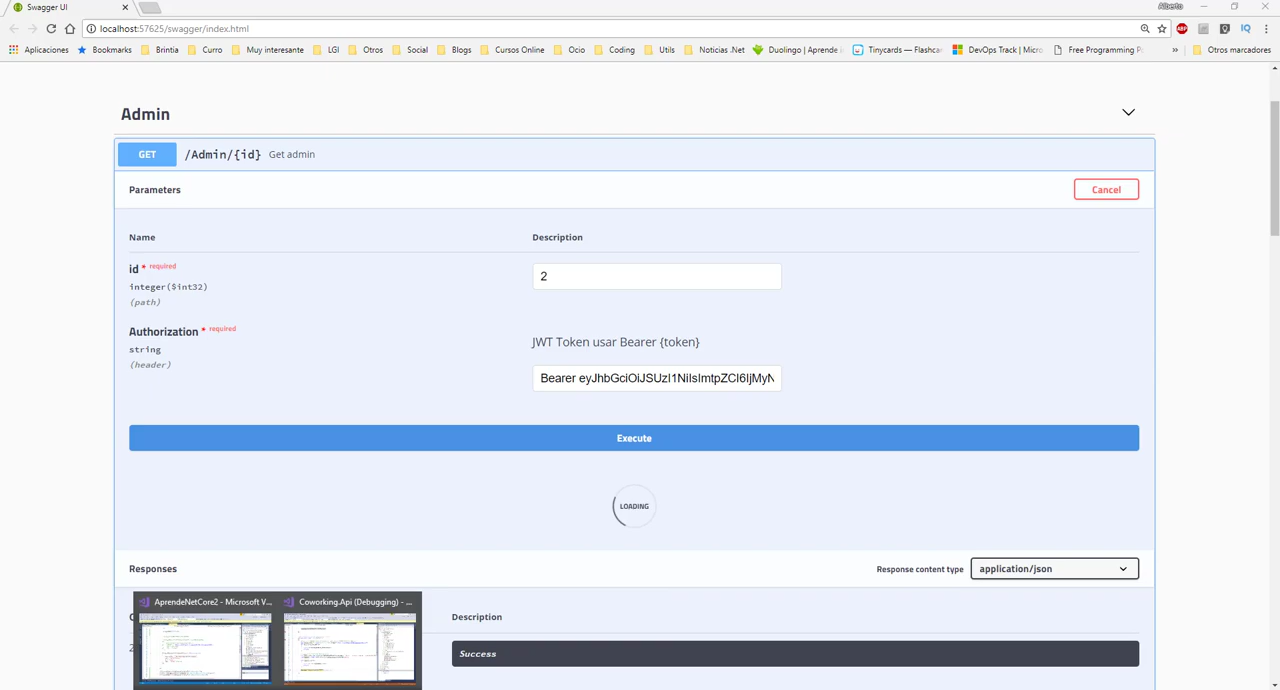 Swagger UI
Alberto
localhost:57625/swagger/index.html
Aplicaciones Bookmarks Brintia Curro Muy interesante LGI Otros Social Blogs Cursos Online Ocio Coding Utils Noticias .Net Duolingo | Aprende Tinycards — Flashcar DevOps Track | Micro Free Programming » Otros marcadores
Admin
GET /Admin/{id} Get admin
Parameters Cancel
Name Description
id * required
integer($int32)
(path)
2
Authorization * required
string
(header)
JWT Token usar Bearer {token}
Bearer
Execute
LOADING
Responses Response content type application/json
AprendeNetCore2 - Microsoft V... Coworking.Api (Debugging) - ...
Description
Success